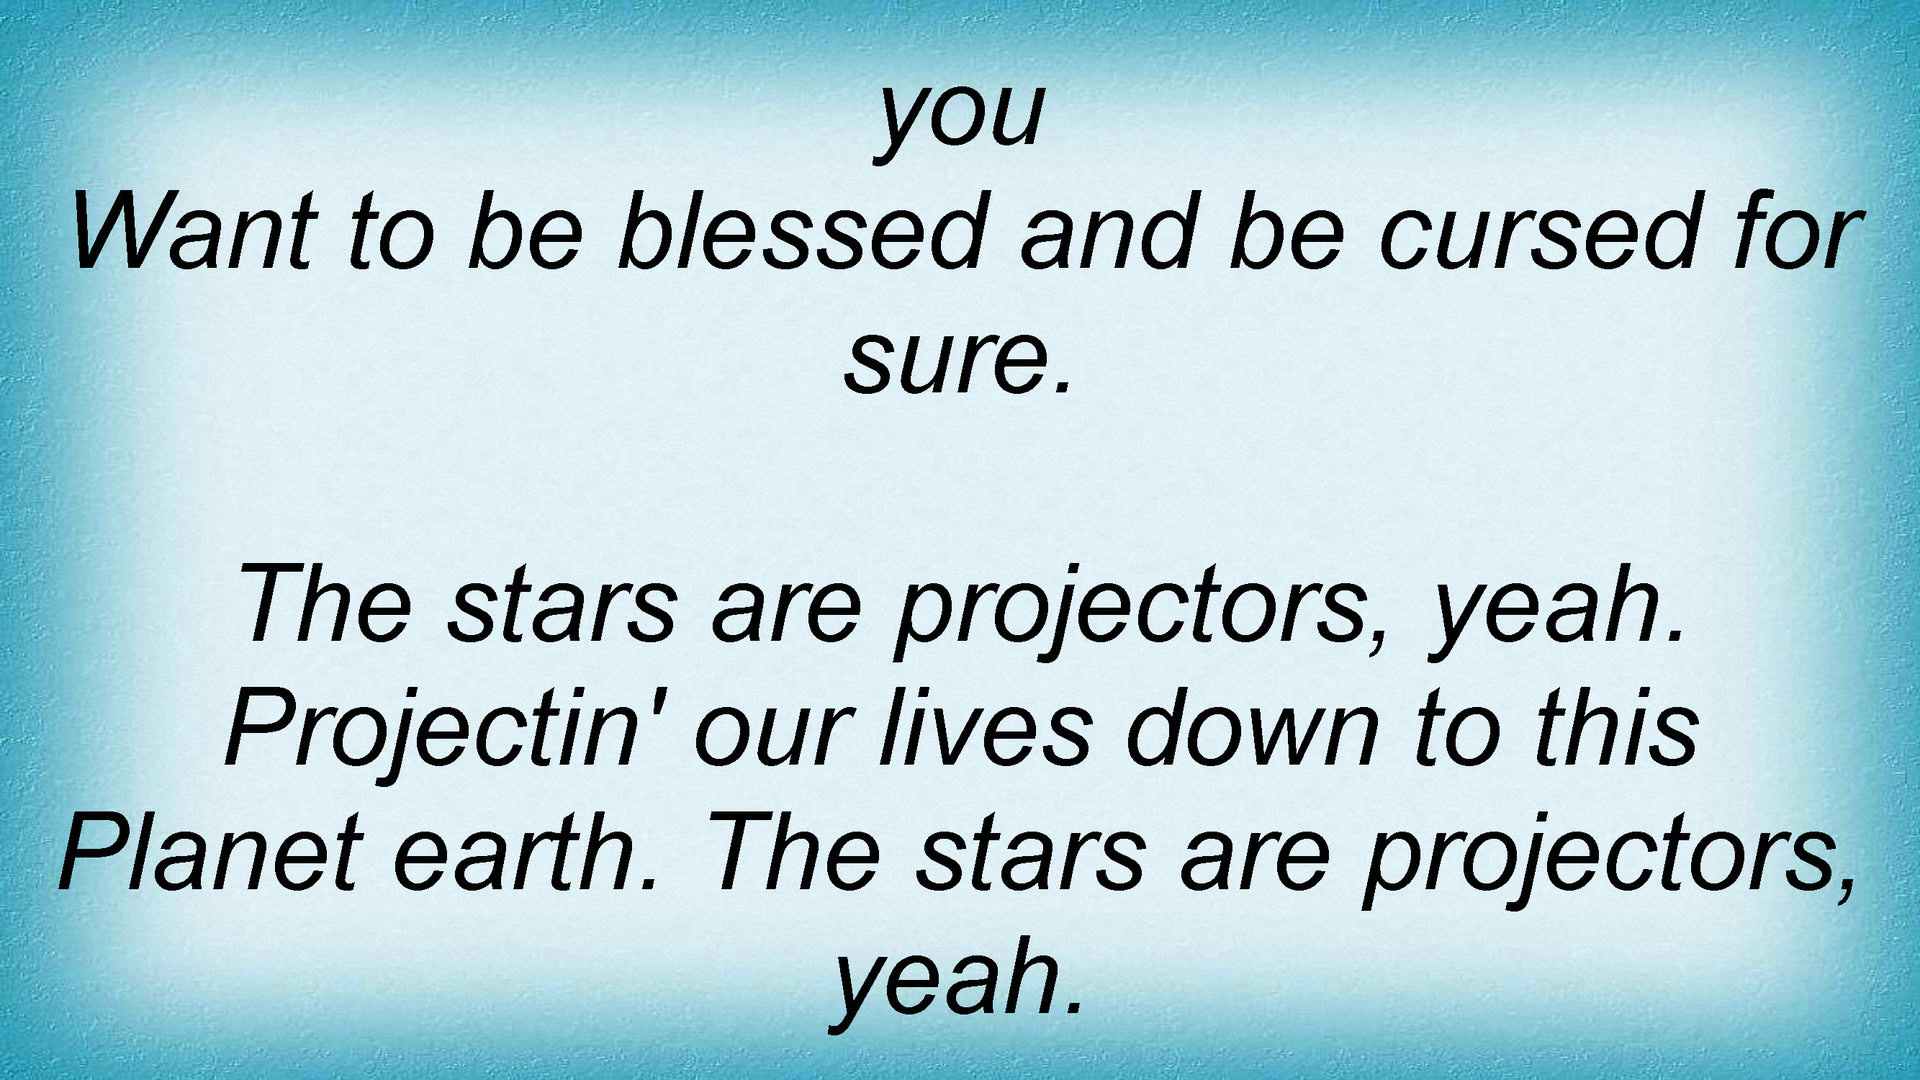 you
Want to be blessed and be cursed for
sure.
The stars are projectors, yeah.
Projectin' our lives down to this
Planet earth. The stars are projectors,
yeah.